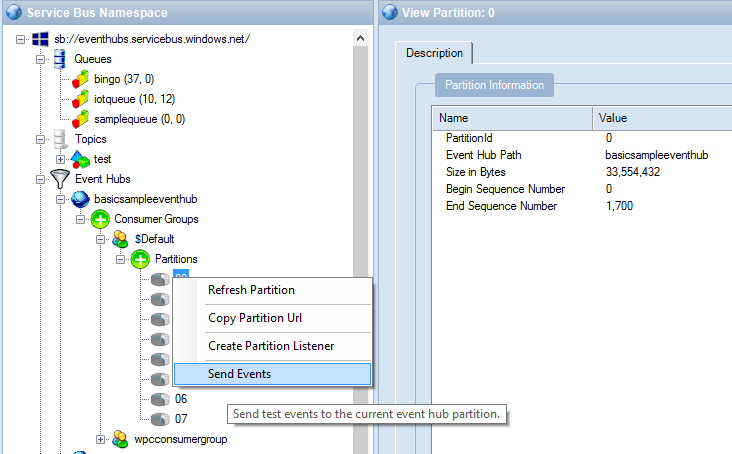 Service Bus Namespace
sb://eventhubs.servicebus.windows.net/
Queues
bingo (37, 0)
iotqueue (10, 12)
samplequeue (0, 0)
Topics
test
Event Hubs
basicsampleeventhub
Consumer Groups
$Default
Partitions
Refresh Partition
Copy Partition Url
Create Partition Listener
Send Events
06
Send test events to the current event hub partition.
07
wpcconsumergroup
View Partition: 0
Description
Partition Information
Name Value
PartitionId 0
Event Hub Path basicsampleeventhub
Size in Bytes 33,554,432
Begin Sequence Number 0
End Sequence Number 1,700